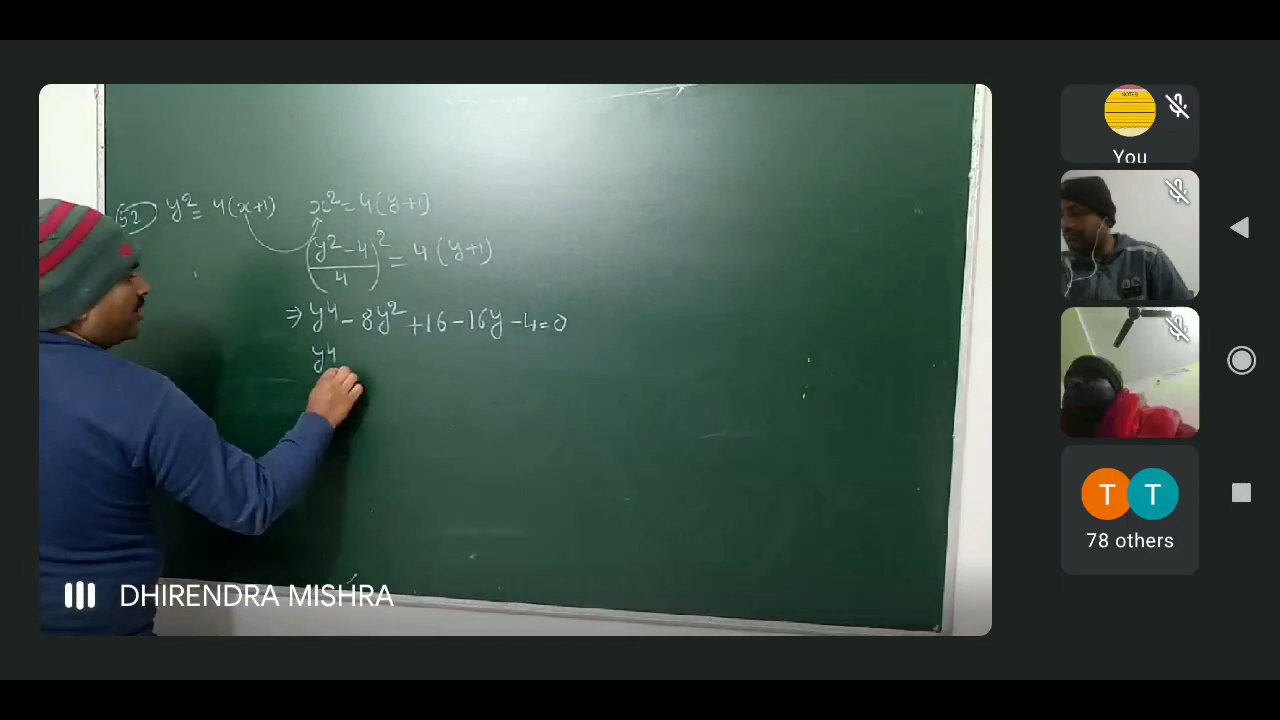 NOTES
You
52 y² = 4(x+1) x² = 4(y+1)
(y²-4/4)² = 4(y+1)
⇒ y4 - 8y² + 16 - 16y - 4 = 0
y4
DHIRENDRA MISHRA
T T
78 others